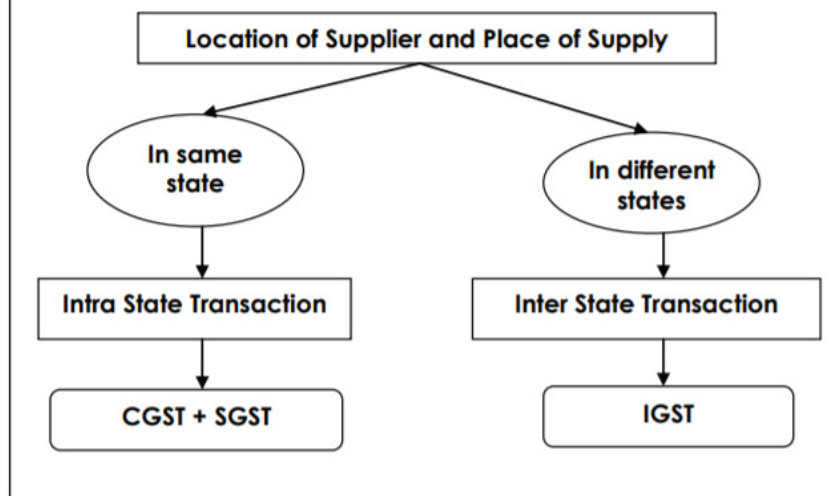 Location of Supplier and Place of Supply
In same
state
In different
states
Intra State Transaction
Inter State Transaction
CGST + SGST
IGST